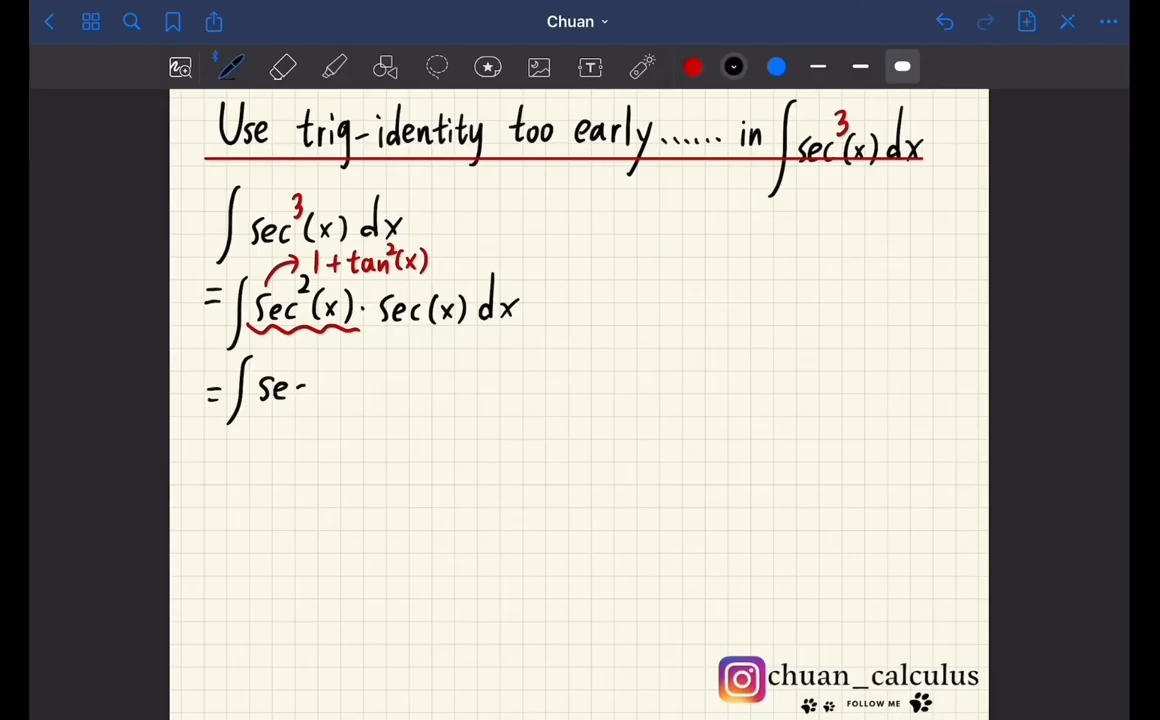 Chuan
Use trig-identity too early...... in ∫sec³(x)dx
∫sec³(x)dx
1+tan²(x)
=∫sec²(x)·sec(x)dx
=∫se-
chuan_calculus
FOLLOW ME